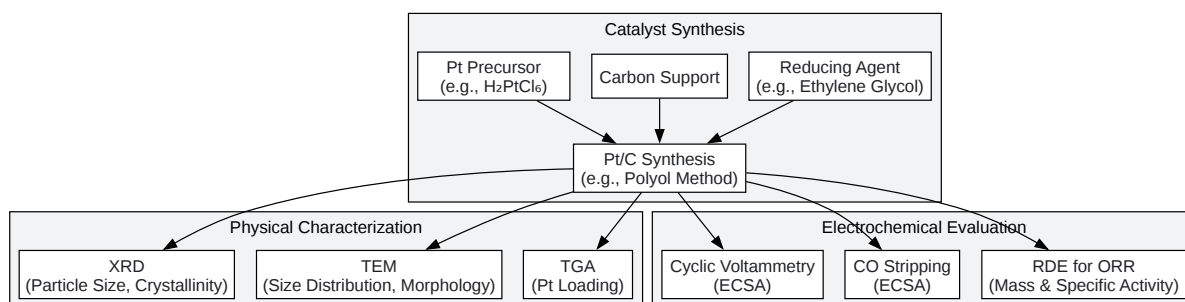 Catalyst Synthesis
Pt Precursor
(e.g., H₂PtCl₆)
Carbon Support
Reducing Agent
(e.g., Ethylene Glycol)
Pt/C Synthesis
(e.g., Polyol Method)
Physical Characterization
XRD
(Particle Size, Crystallinity)
TEM
(Size Distribution, Morphology)
TGA
(Pt Loading)
Electrochemical Evaluation
Cyclic Voltammetry
(ECSA)
CO Stripping
(ECSA)
RDE for ORR
(Mass & Specific Activity)